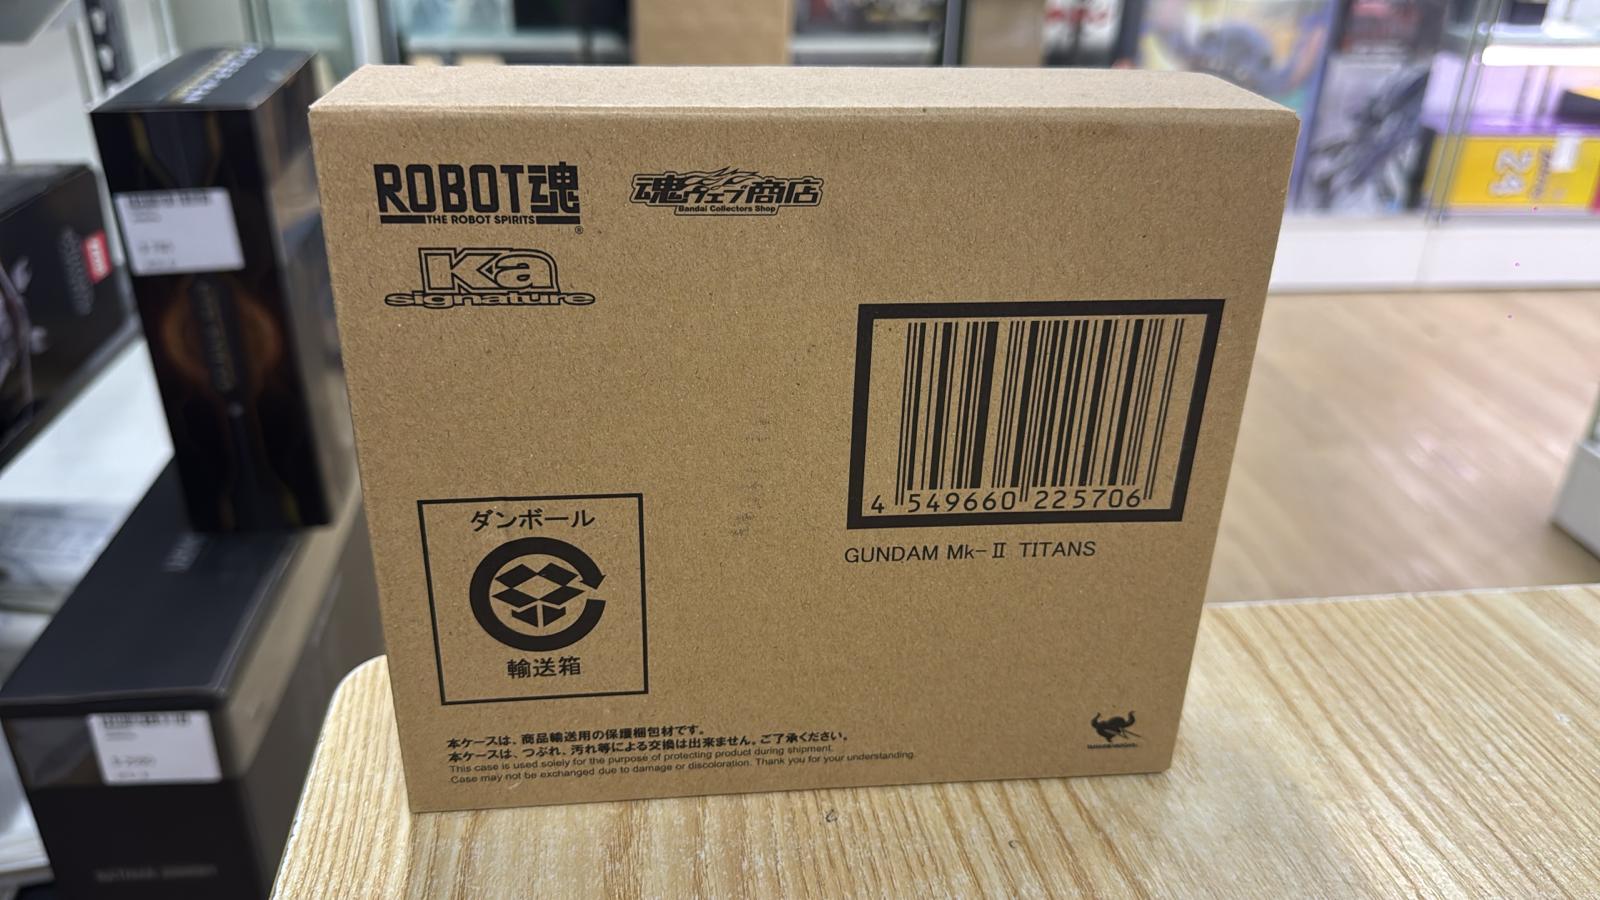 ROBOT魂
THE ROBOT SPIRITS
®
魂ウェブ商店
Bandai Collectors Shop
Ka
signature
4 549660 225706
GUNDAM Mk-Ⅱ TITANS
ダンボール
輸送箱
本ケースは、商品輸送用の保護梱包材です。
本ケースは、つぶれ、汚れ等による交換は出来ません。ご了承ください。
This case is used solely for the purpose of protecting product during shipment.
Case may not be exchanged due to damage or discoloration. Thank you for your understanding.
24